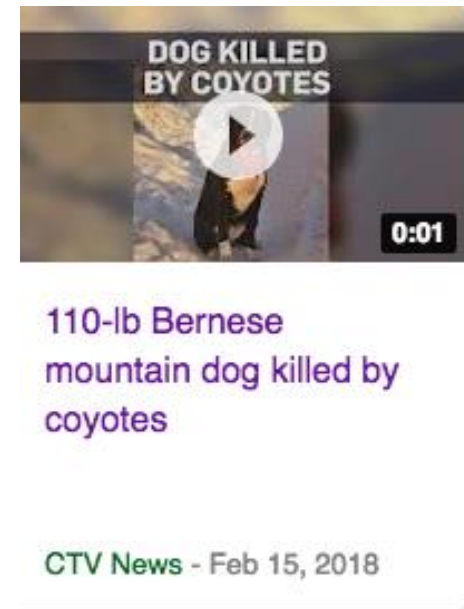 DOG KILLED
BY COYOTES
0:01
110-lb Bernese
mountain dog killed by
coyotes
CTV News - Feb 15, 2018